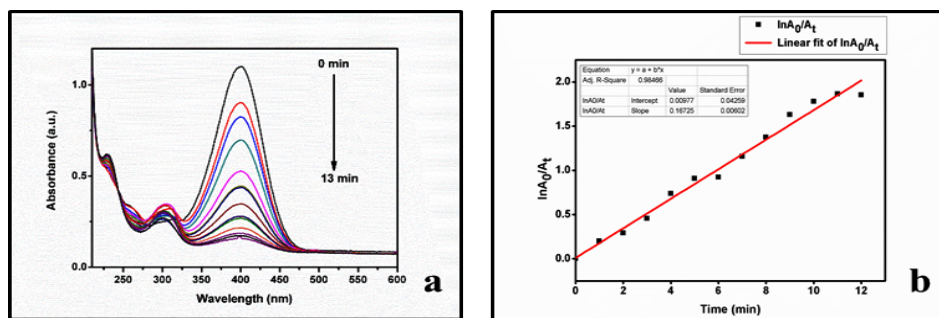 0 min
13 min
Absorbance (a.u.)
1.0
0.5
0.0
250 300 350 400 450 500 550 600
Wavelength (nm)
a
lnA0/At
Linear fit of lnA0/At
Equation y = a + b*x
Adj. R-Square 0.98466
Value Standard Error
lnA0/At Intercept 0.00977 0.04259
lnA0/At Slope 0.16725 0.00602
lnA0/At
2.0
1.5
1.0
0.5
0.0
0 2 4 6 8 10 12
Time (min)
b